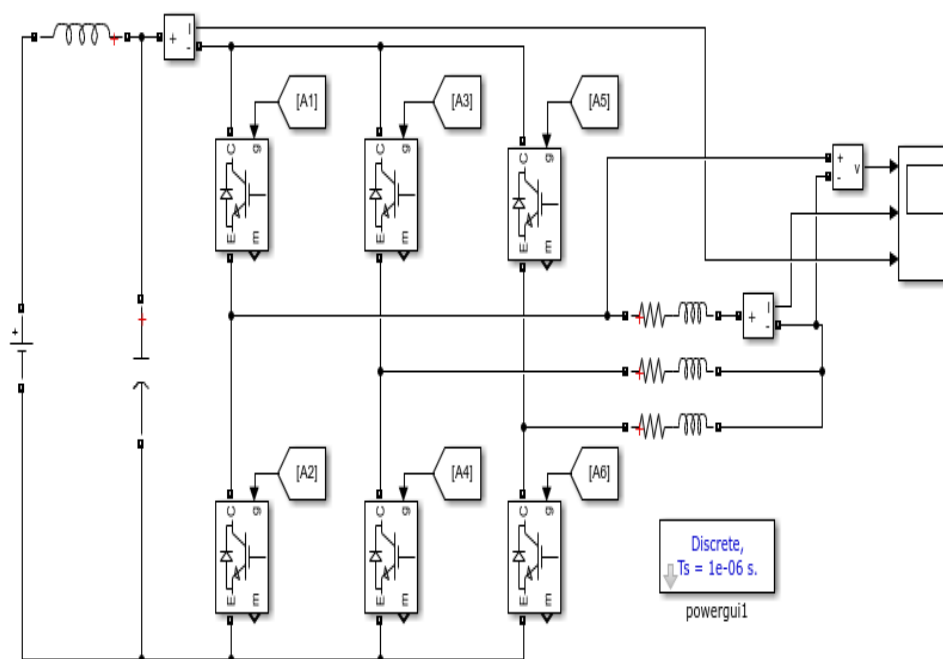 + i -
[A1] [A3] [A5]
C g C g C g
E m E m E m
+ - v
+ i -
[A2] [A4] [A6]
C g C g C g
E m E m E m
Discrete,
Ts = 1e-06 s.
powergui1